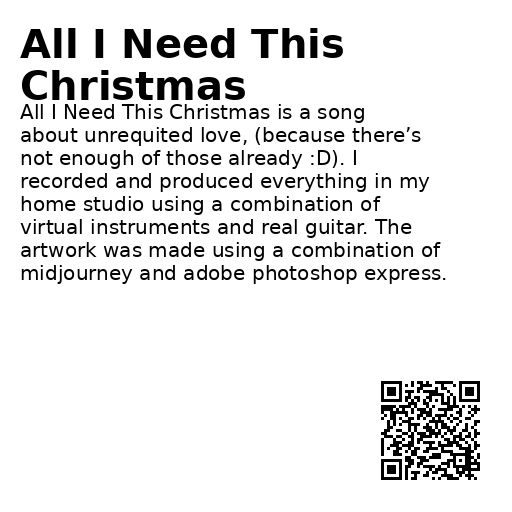 All I Need This
Christmas
All I Need This Christmas is a song
about unrequited love, (because there’s
not enough of those already :D). I
recorded and produced everything in my
home studio using a combination of
virtual instruments and real guitar. The
artwork was made using a combination of
midjourney and adobe photoshop express.